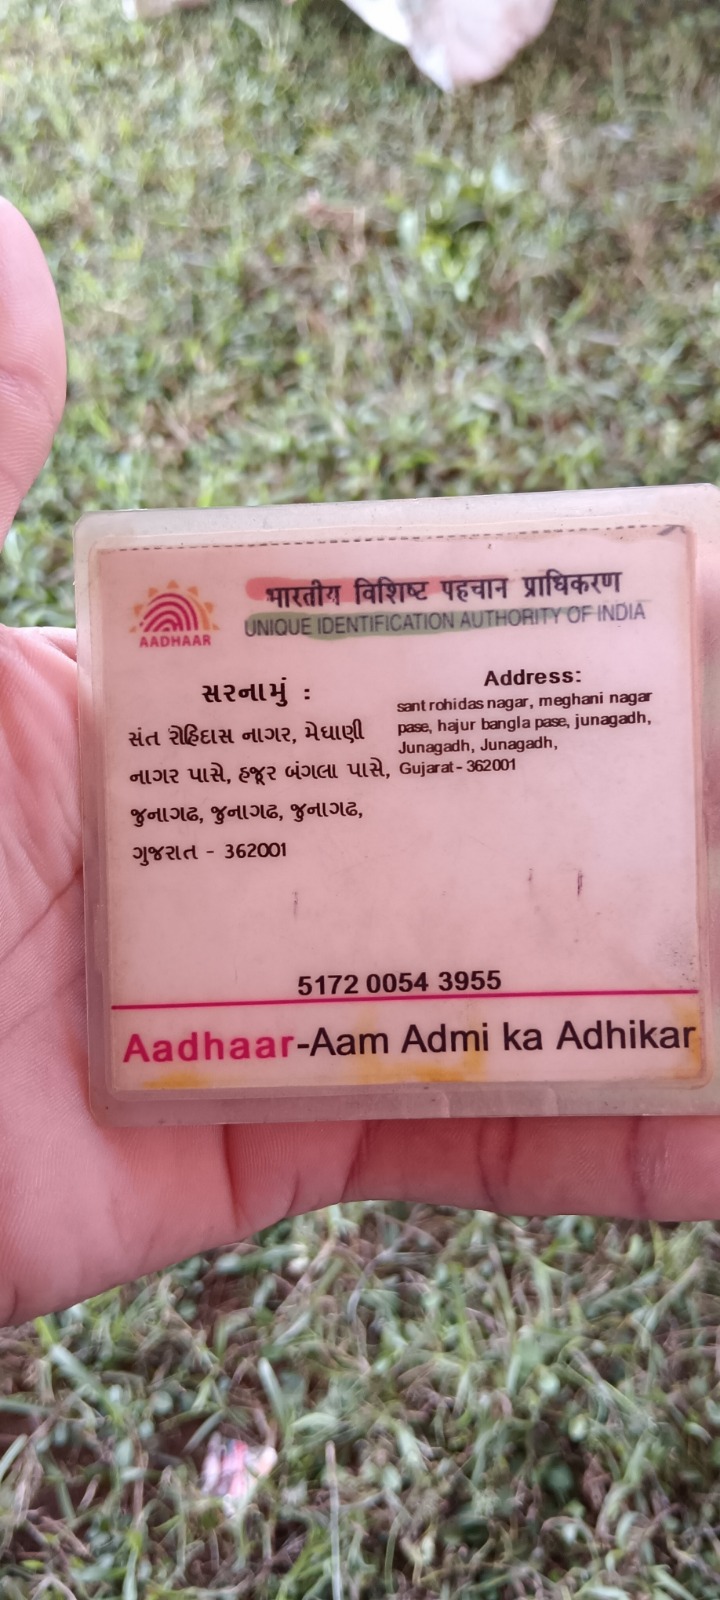 भारतीय विशिष्ट पहचान प्राधिकरण
UNIQUE IDENTIFICATION AUTHORITY OF INDIA
AADHAAR
સરનામું :
સંત રોહિદાસ નાગર, મેઘાણી
નાગર પાસે, હજૂર બંગલા પાસે,
જુનાગઢ, જુનાગઢ, જુનાગઢ,
ગુજરાત - 362001
Address:
sant rohidas nagar, meghani nagar
pase, hajur bangla pase, junagadh,
Junagadh, Junagadh,
Gujarat - 362001
5172 0054 3955
Aadhaar-Aam Admi ka Adhikar